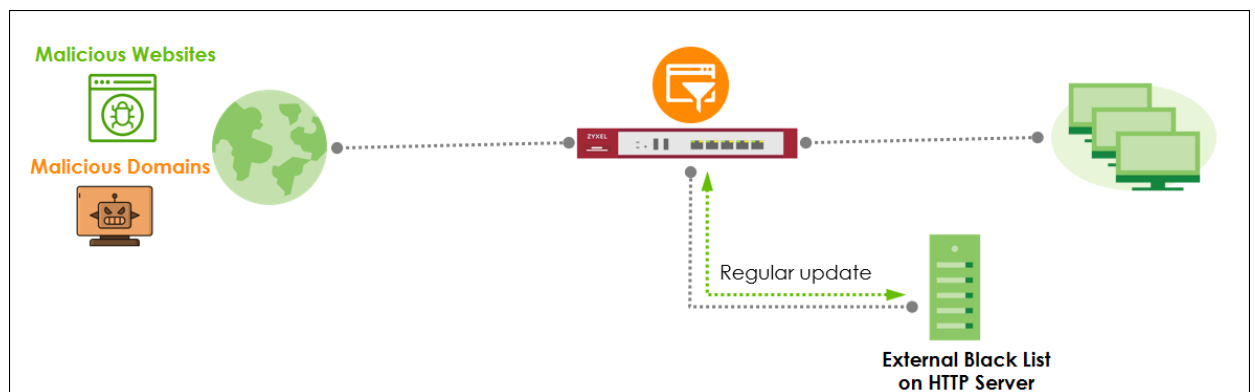 Malicious Websites
Malicious Domains
ZYXEL
Regular update
External Black List
on HTTP Server